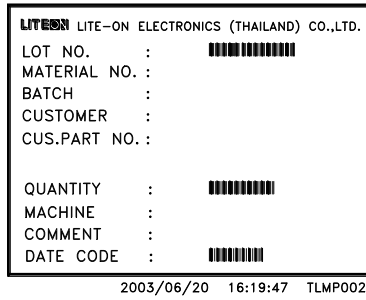 LITEON LITE-ON ELECTRONICS (THAILAND) CO.,LTD.
LOT NO. :
MATERIAL NO. :
BATCH :
CUSTOMER :
CUS.PART NO. :
QUANTITY :
MACHINE :
COMMENT :
DATE CODE :
2003/06/20 16:19:47 TLMP002